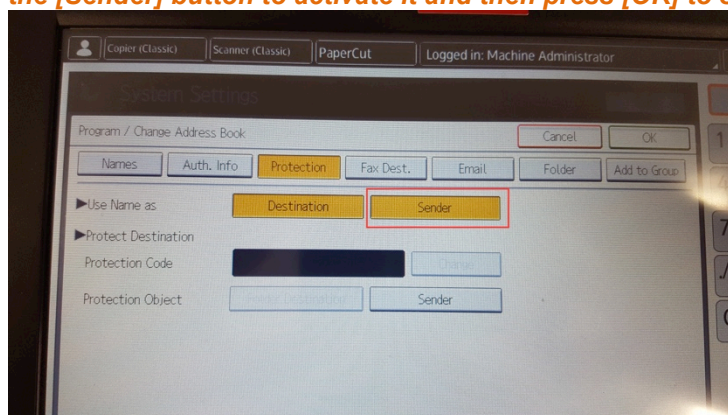 the [Sender] button to activate it and then press [OK] to
Copier (Classic) Scanner (Classic) PaperCut Logged in: Machine Administrator
System Settings
Program / Change Address Book Cancel OK
Names Auth. Info Protection Fax Dest. Email Folder Add to Group
▶Use Name as Destination Sender
▶Protect Destination
Protection Code Change
Protection Object Folder Destination Sender